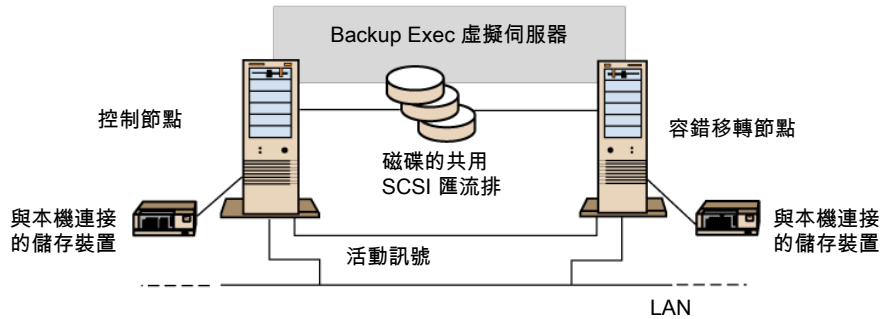 Backup Exec 虛擬伺服器
控制節點
容錯移轉節點
磁碟的共用
SCSI 匯流排
與本機連接
的儲存裝置
與本機連接
的儲存裝置
活動訊號
LAN